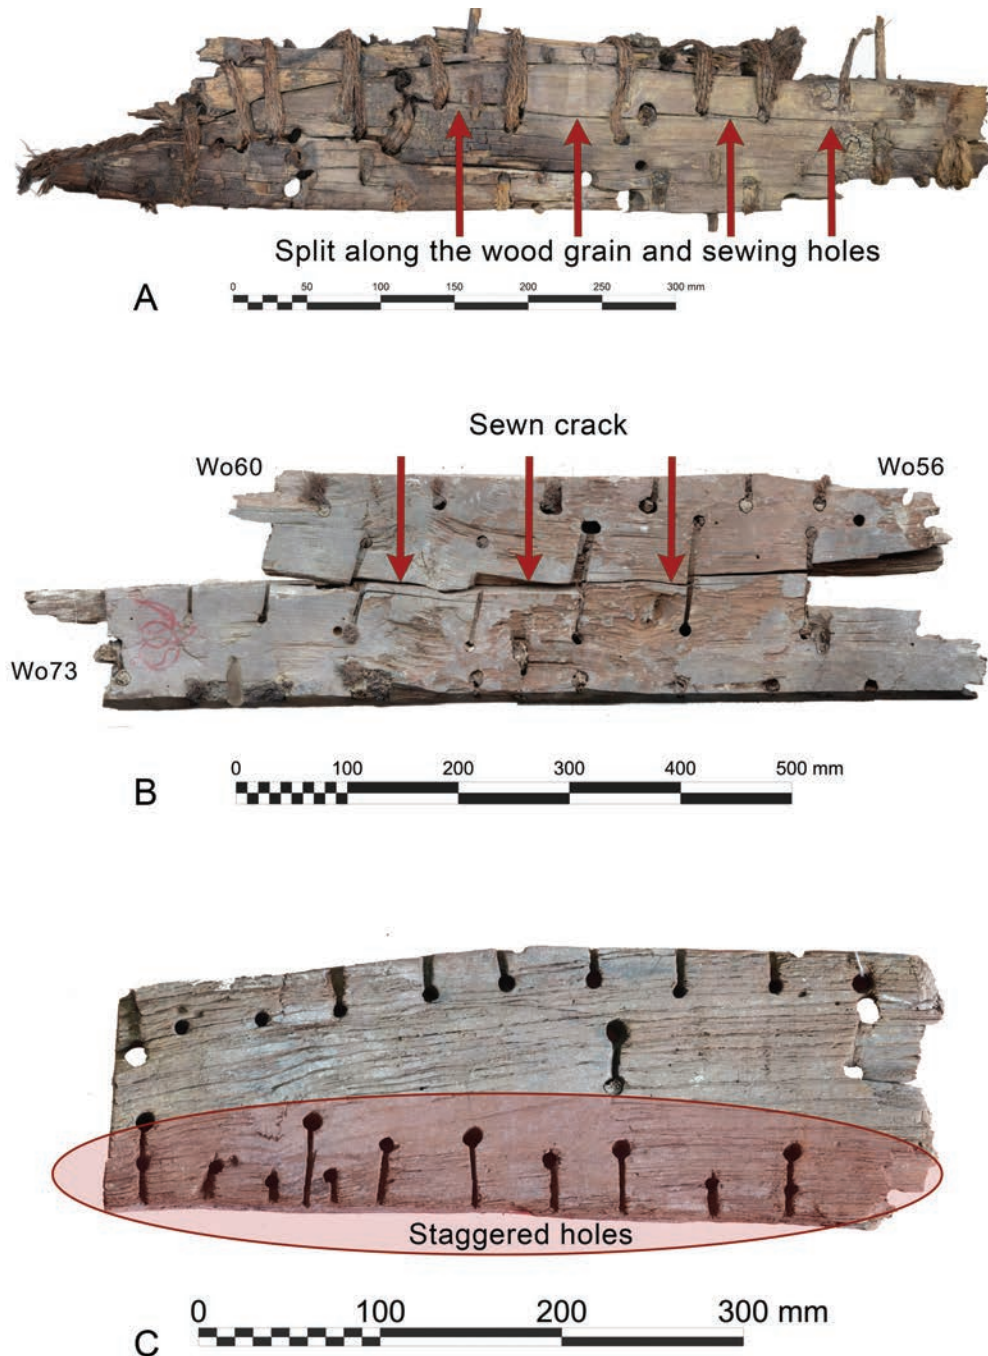 Split along the wood grain and sewing holes
0 50 100 150 200 250 300 mm
A
Sewn crack
Wo60
Wo56
Wo73
0 100 200 300 400 500 mm
B
Staggered holes
0 100 200 300 mm
C